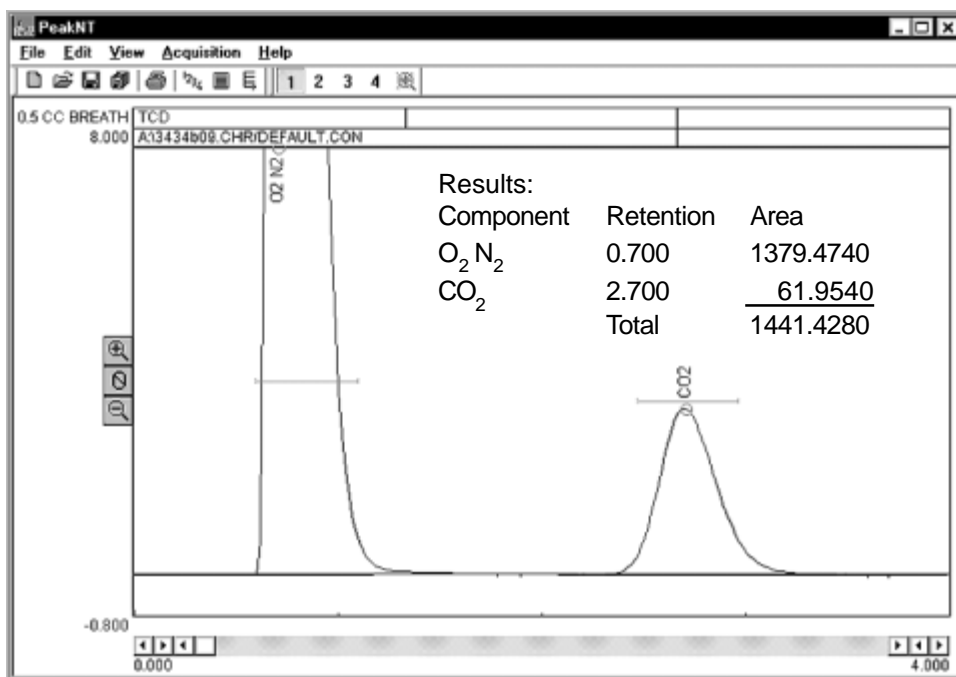 PeakNT
File Edit View Acquisition Help
1 2 3 4
0.5 CC BREATH TCD
8.000 A:\3434b09.CHR/DEFAULT.CON
O2 N2
Results:
Component Retention Area
O₂ N₂ 0.700 1379.4740
CO₂ 2.700 61.9540
Total 1441.4280
CO2
-0.800
0.000 4.000